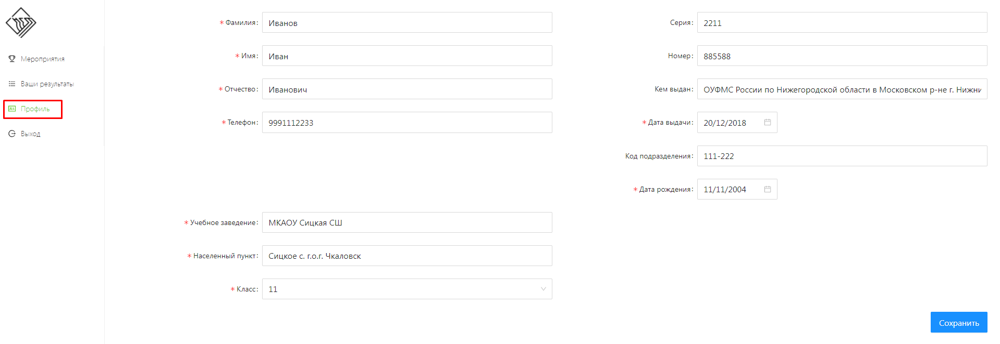 Мероприятия
Ваши результаты
Профиль
Выход
* Фамилия: Иванов
* Имя: Иван
* Отчество: Иванович
* Телефон: 9991112233
Серия: 2211
Номер: 885588
Кем выдан: ОУФМС России по Нижегородской области в Московском р-не г. Нижни
* Дата выдачи: 20/12/2018
Код подразделения: 111-222
* Дата рождения: 11/11/2004
* Учебное заведение: МКАОУ Сицкая СШ
* Населенный пункт: Сицкое с. г.о.г. Чкаловск
* Класс: 11
Сохранить